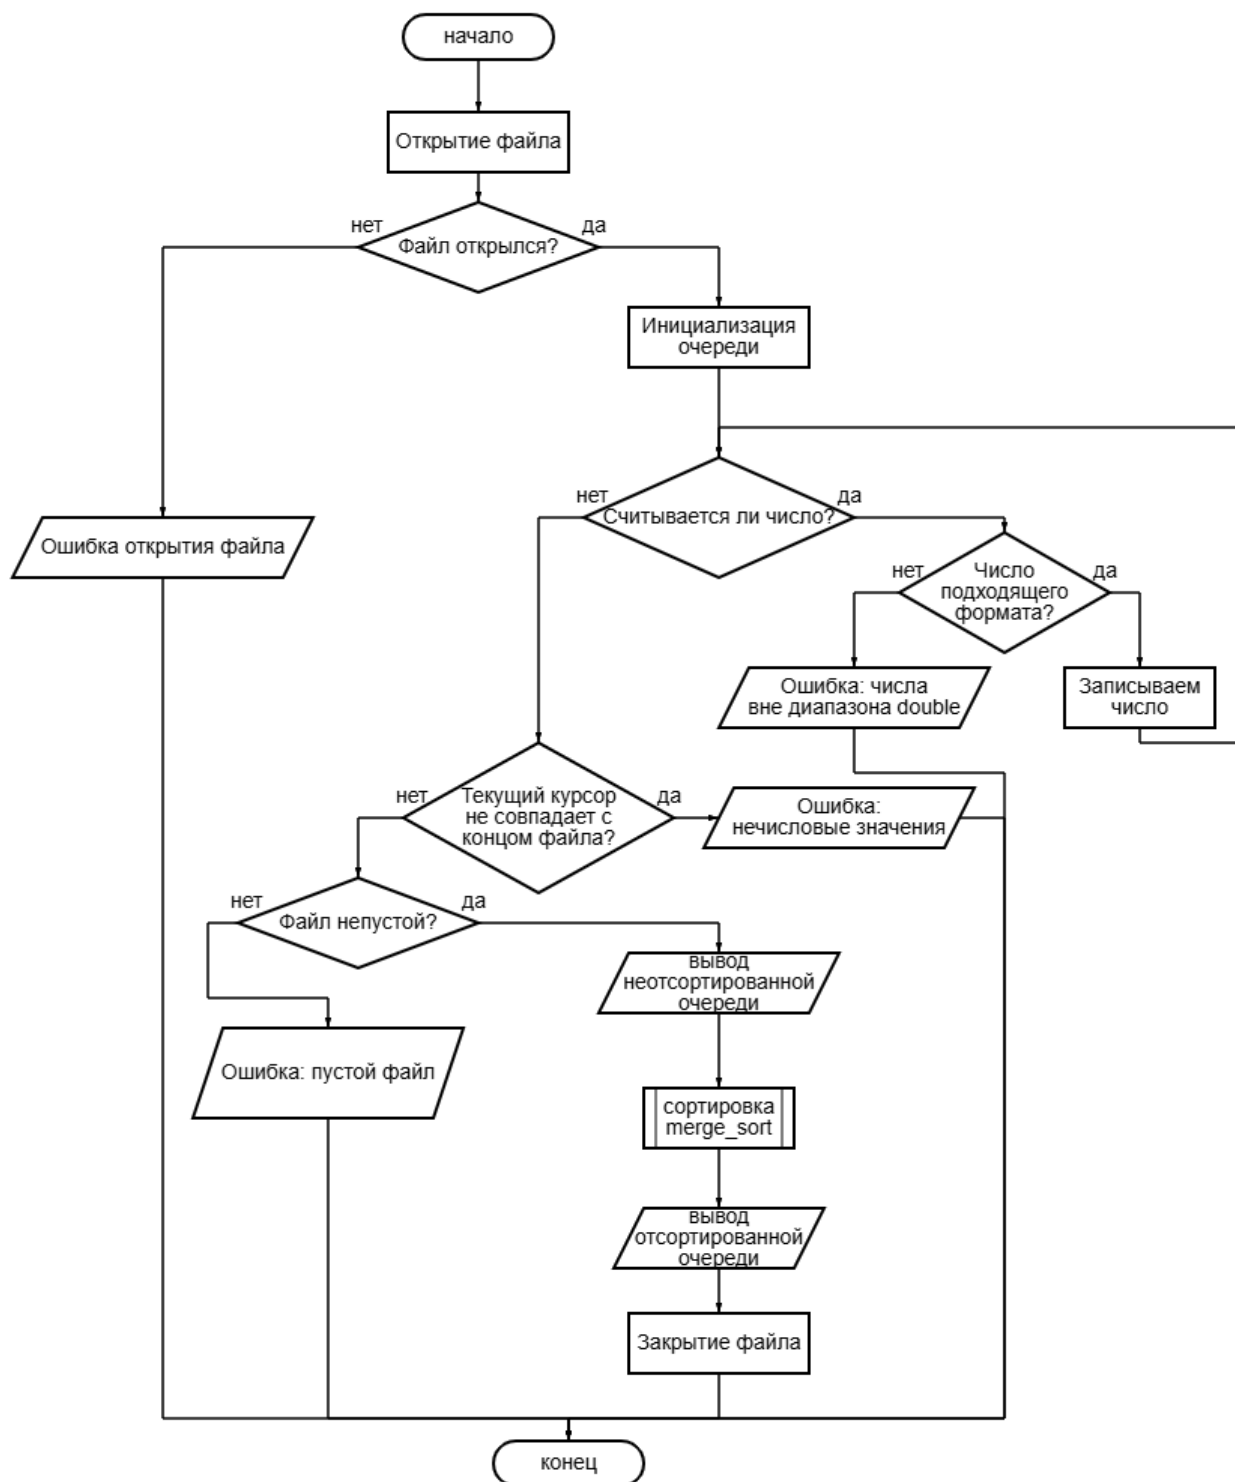 начало
Открытие файла
нет
да
Файл открылся?
Инициализация
очереди
нет
да
Считывается ли число?
Ошибка открытия файла
нет
да
Число
подходящего
формата?
Ошибка: числа
вне диапазона double
Записываем
число
нет
да
Текущий курсор
не совпадает с
концом файла?
Ошибка:
нечисловые значения
нет
да
Файл непустой?
вывод
неотсортированной
очереди
Ошибка: пустой файл
сортировка
merge_sort
вывод
отсортированной
очереди
Закрытие файла
конец